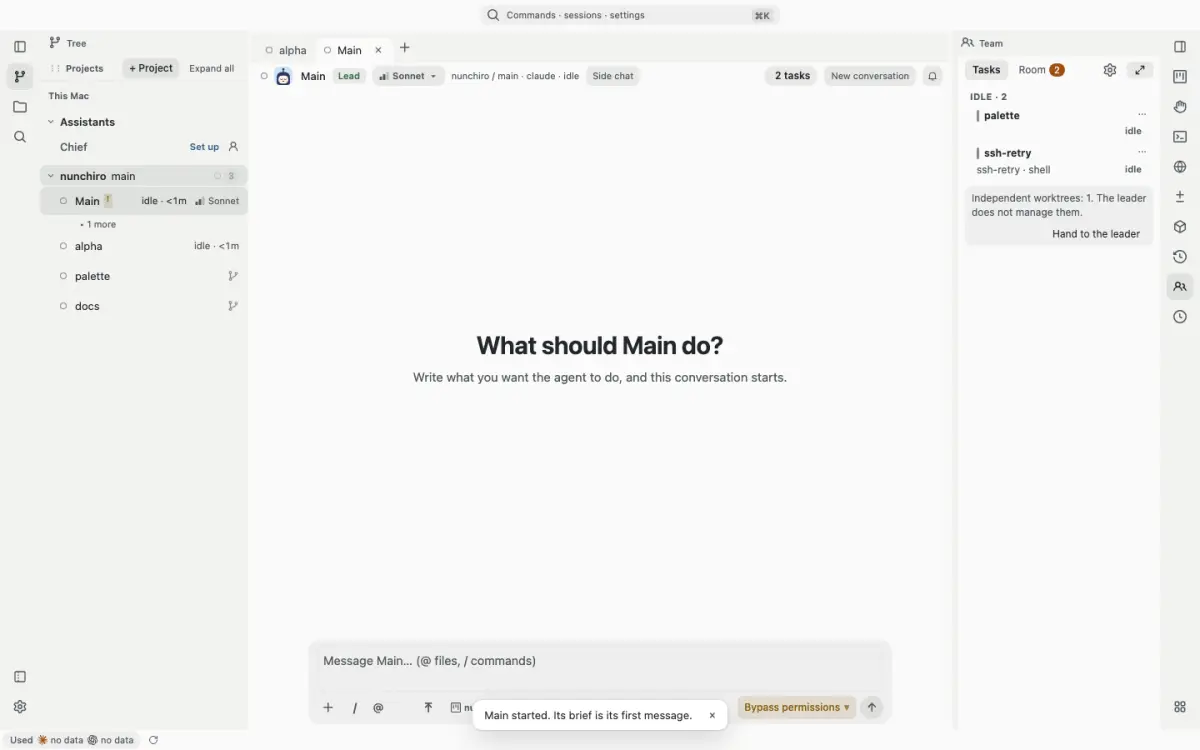 Commands · sessions · settings ⌘K
Tree
Projects + Project Expand all
This Mac
Assistants
Chief Set up
nunchiro main 3
Main idle · <1m Sonnet
1 more
alpha idle · <1m
palette
docs
Used no data no data
alpha Main × +
Main Lead Sonnet nunchiro / main · claude · idle Side chat 2 tasks New conversation
What should Main do?
Write what you want the agent to do, and this conversation starts.
Message Main... (@ files, / commands)
+ / @ Bypass permissions
Main started. Its brief is its first message. ×
Team
Tasks Room 2
IDLE · 2
palette ...
idle
ssh-retry ...
ssh-retry · shell idle
Independent worktrees: 1. The leader
does not manage them.
Hand to the leader